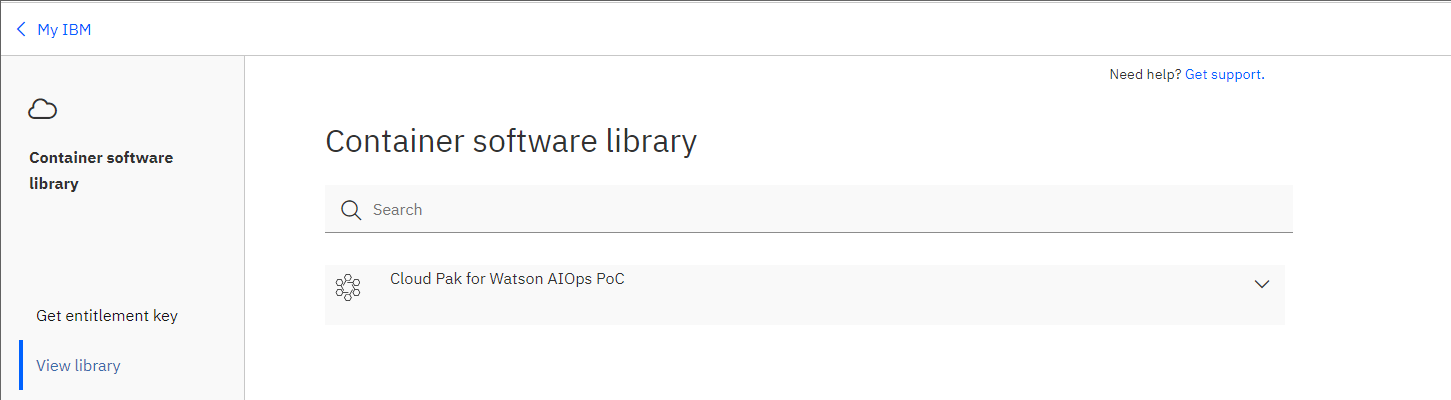 My IBM
Need help? Get support.
Container software
library
Container software library
Search
Cloud Pak for Watson AIOps PoC
Get entitlement key
View library